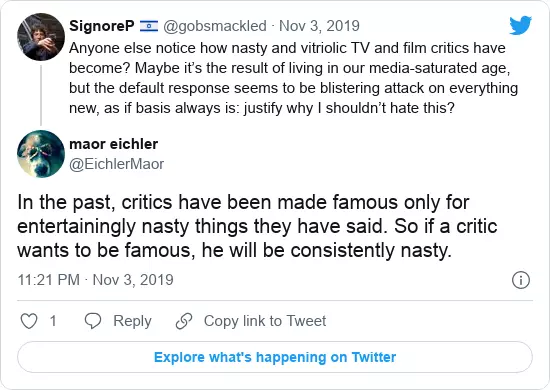 SignoreP 🇮🇱 @gobsmackled · Nov 3, 2019
Anyone else notice how nasty and vitriolic TV and film critics have
become? Maybe it’s the result of living in our media-saturated age,
but the default response seems to be blistering attack on everything
new, as if basis always is: justify why I shouldn’t hate this?
maor eichler
@EichlerMaor
In the past, critics have been made famous only for
entertainingly nasty things they have said. So if a critic
wants to be famous, he will be consistently nasty.
11:21 PM · Nov 3, 2019
1 Reply Copy link to Tweet
Explore what's happening on Twitter